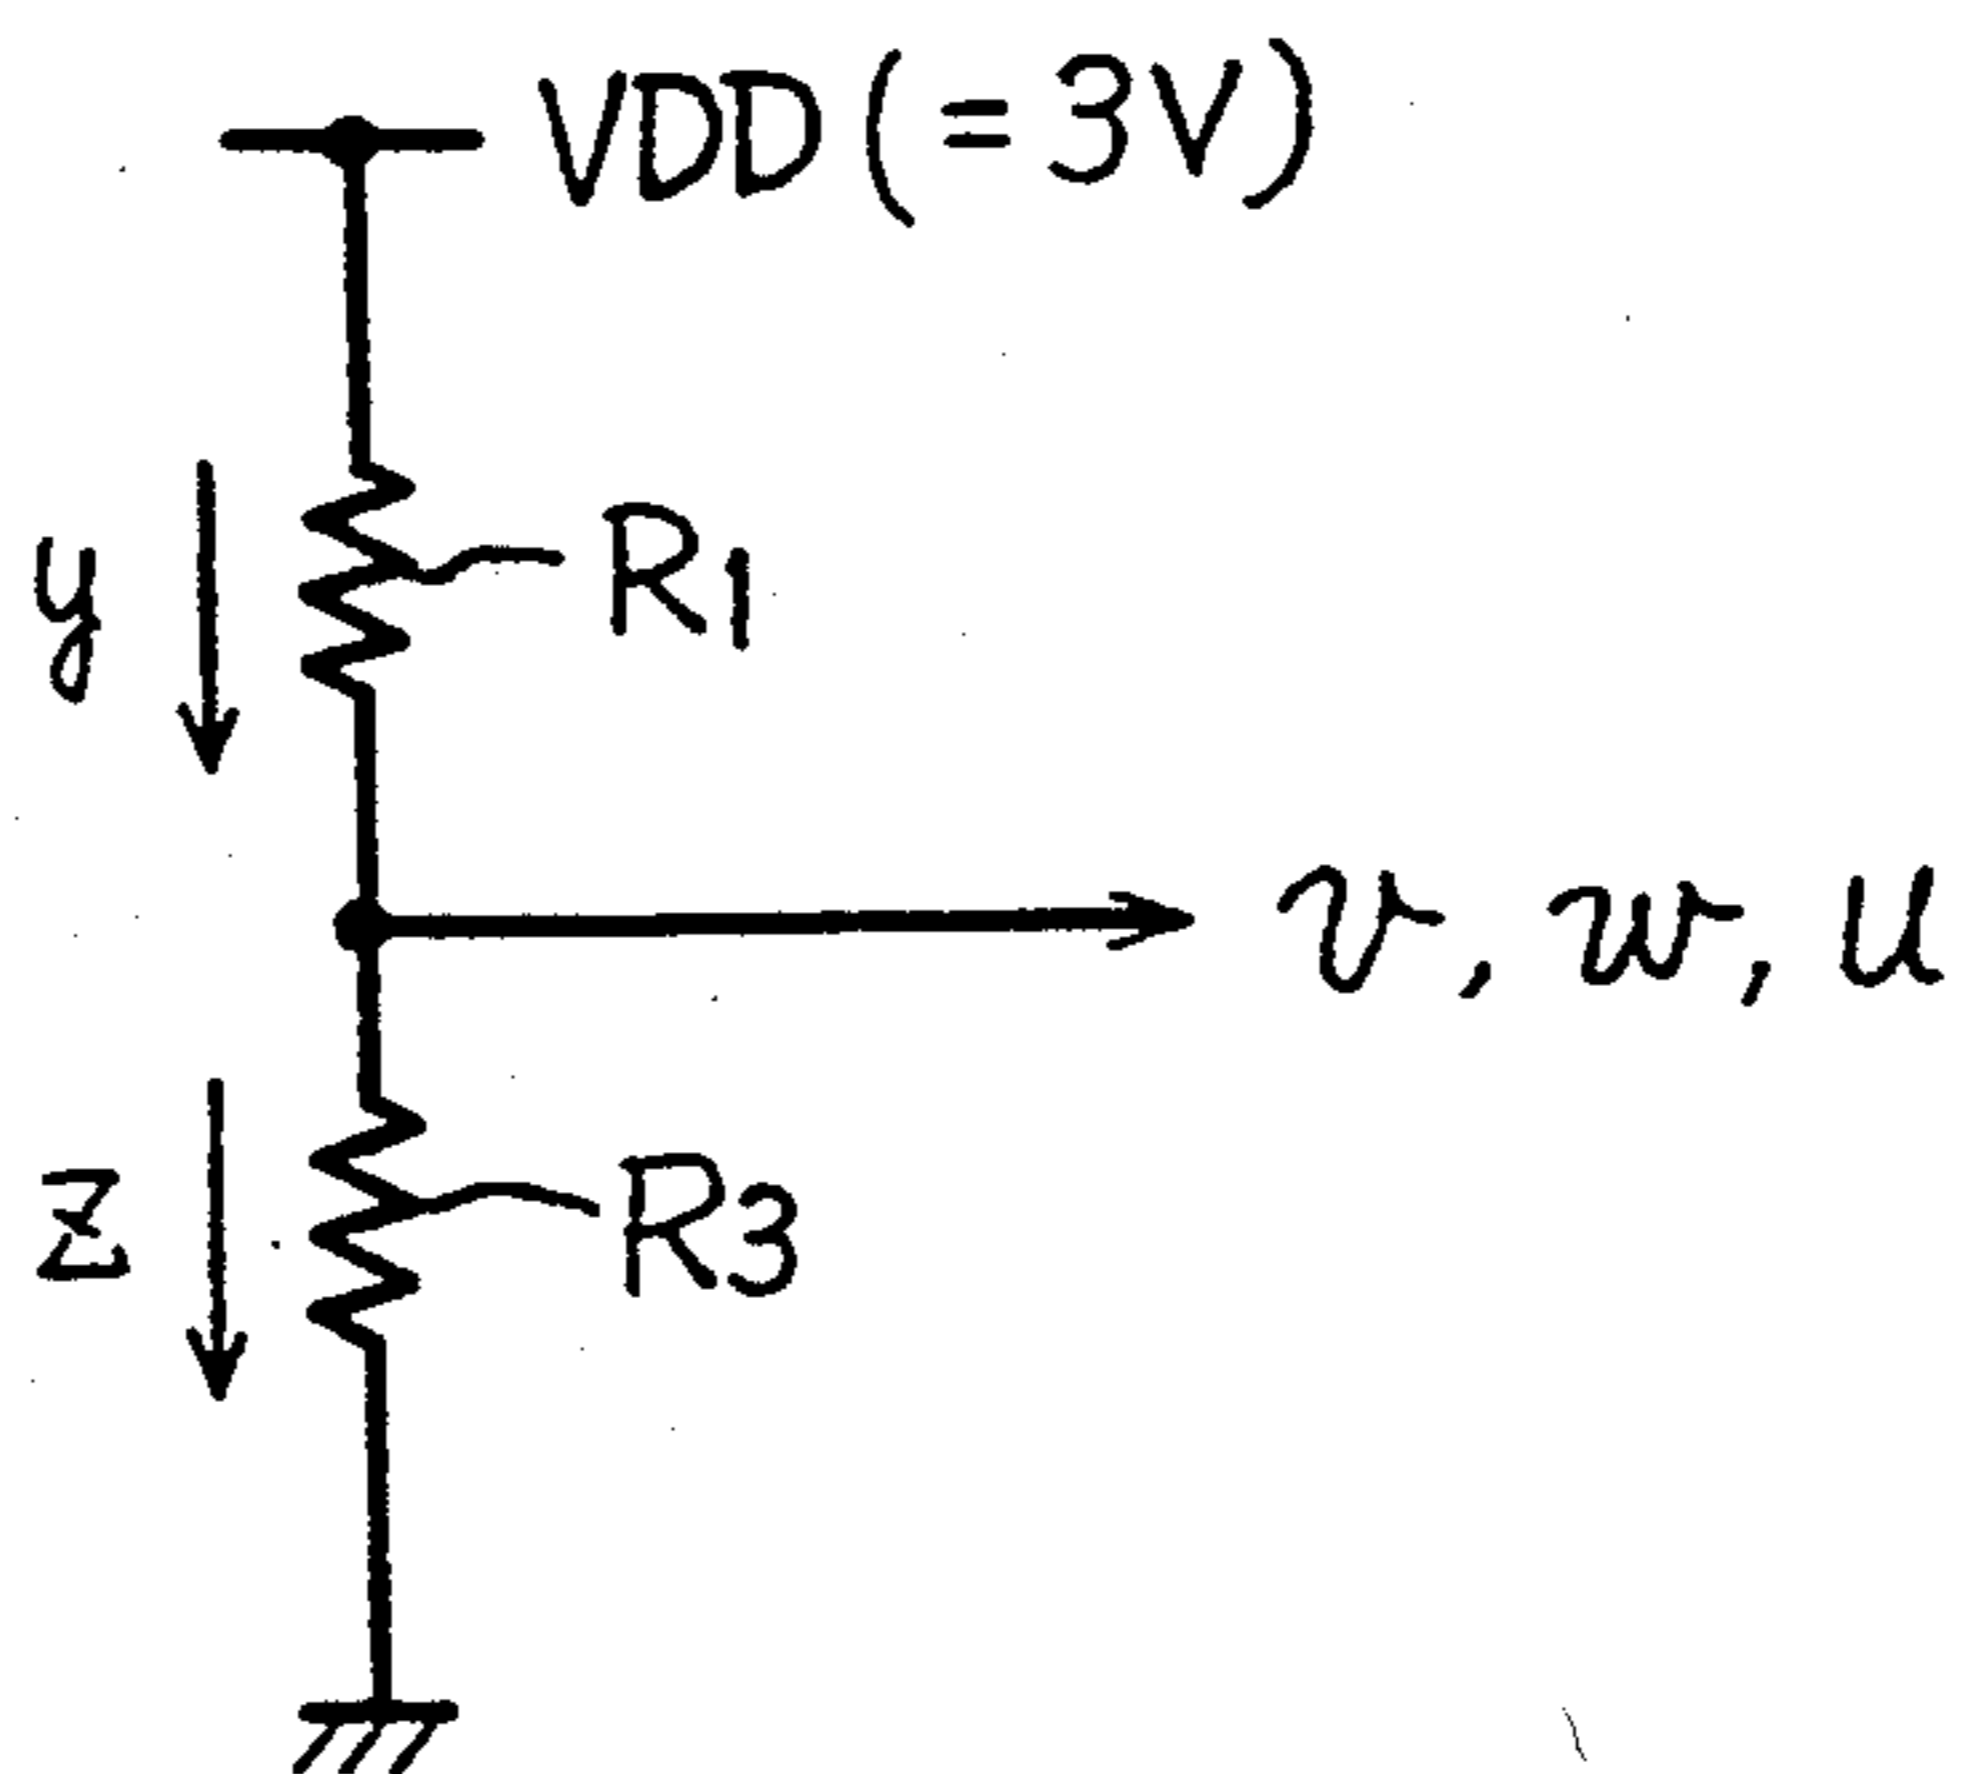 VDD (= 3V)
y
R1
v, w, u
z
R3